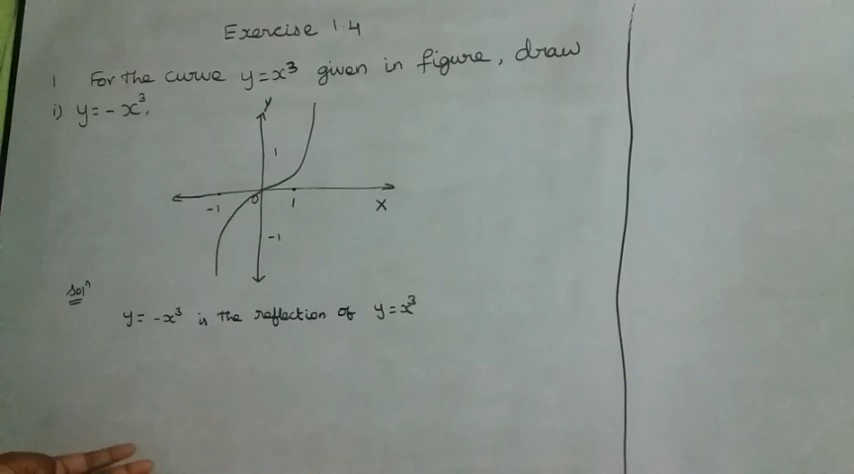 Exercise 1.4
1 For the curve y=x³ given in figure, draw
i) y=-x³.
Y
1
-1 0 1 X
-1
Solⁿ
y=-x³ is the reflection of y=x³